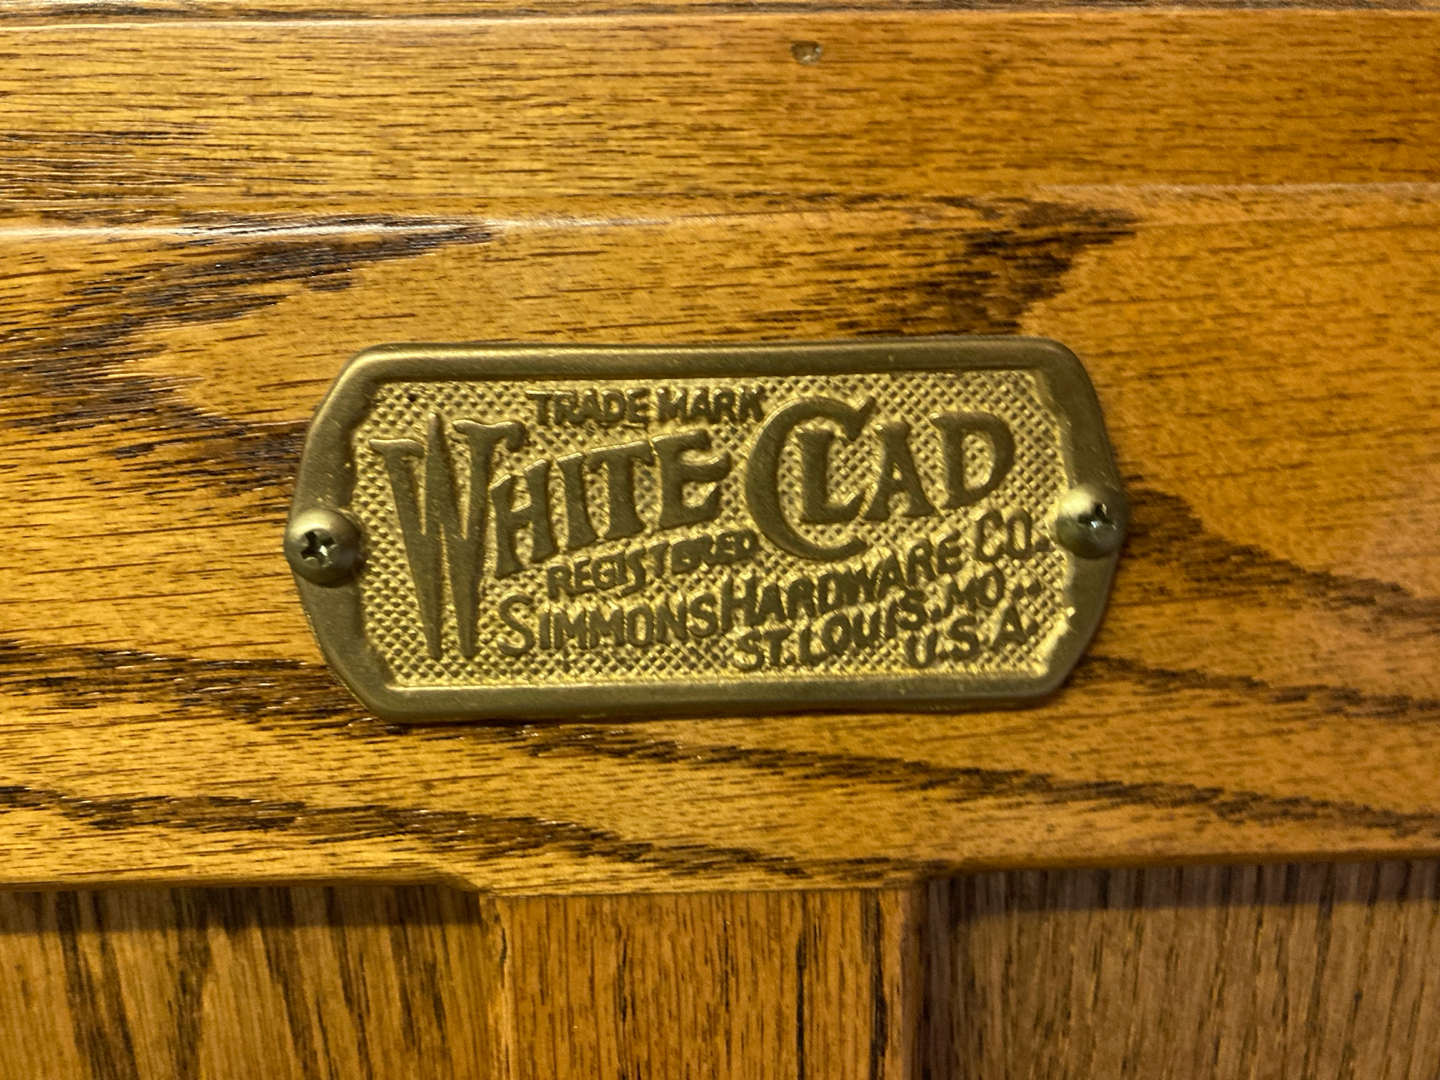 TRADE MARK
WHITE CLAD
REGISTERED
SIMMONS HARDWARE CO.
ST. LOUIS. MO..
U.S.A.